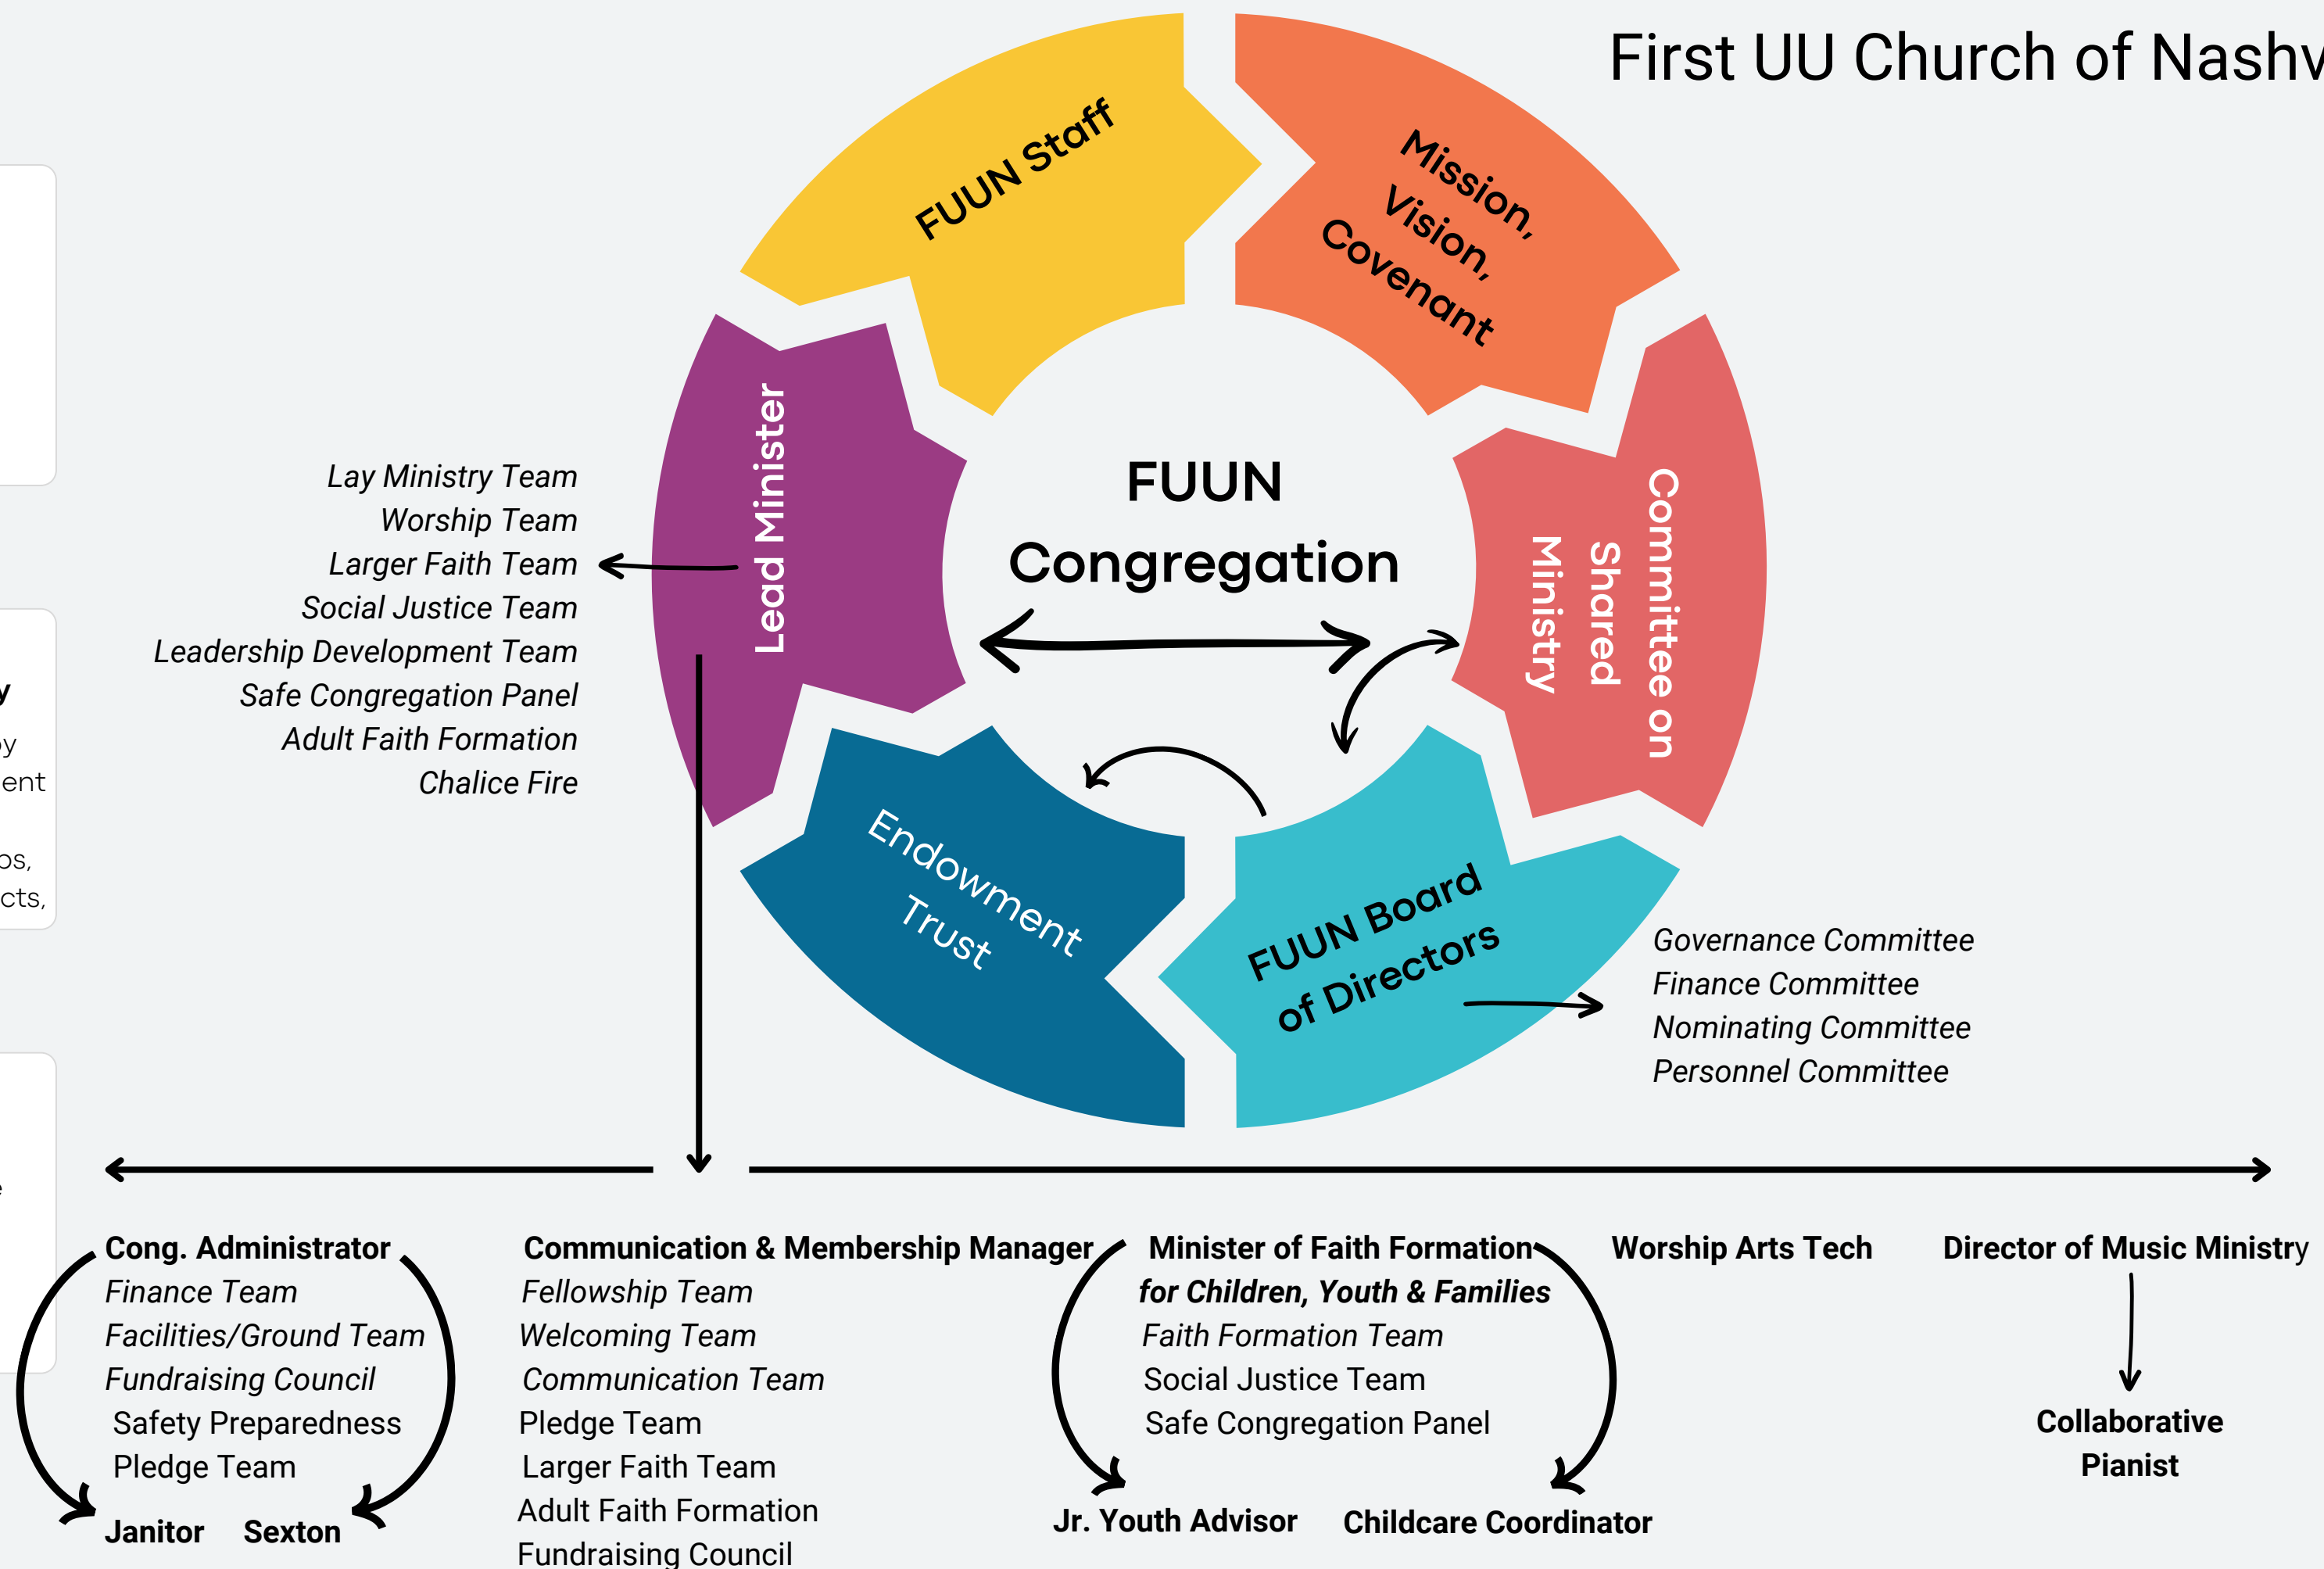 First UU Church of Nashv
FUUN Staff
Mission,
Vision,
Covenant
Lead Minister
FUUN
Congregation
Committee on
Shared
Ministry
Endowment
Trust
FUUN Board
of Directors
Lay Ministry Team
Worship Team
Larger Faith Team
Social Justice Team
Leadership Development Team
Safe Congregation Panel
Adult Faith Formation
Chalice Fire
Governance Committee
Finance Committee
Nominating Committee
Personnel Committee
Cong. Administrator
Finance Team
Facilities/Ground Team
Fundraising Council
Safety Preparedness
Pledge Team
Janitor
Sexton
Communication & Membership Manager
Fellowship Team
Welcoming Team
Communication Team
Pledge Team
Larger Faith Team
Adult Faith Formation
Fundraising Council
Minister of Faith Formation
for Children, Youth & Families
Faith Formation Team
Social Justice Team
Safe Congregation Panel
Jr. Youth Advisor
Childcare Coordinator
Worship Arts Tech
Director of Music Ministry
Collaborative
Pianist